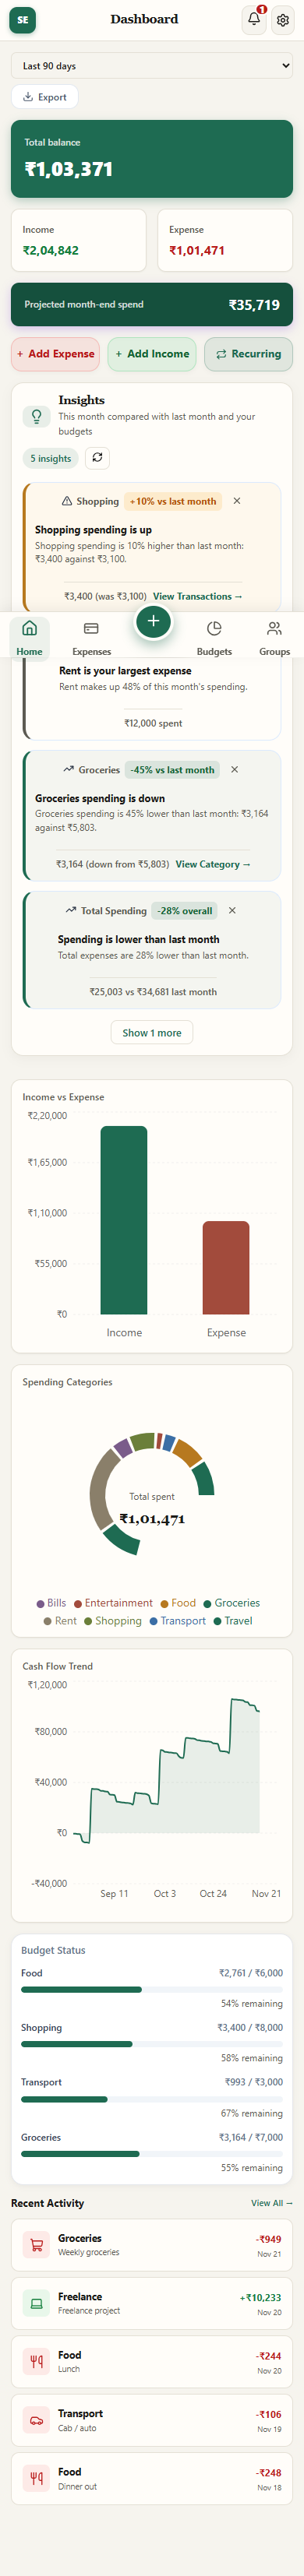 SE
Dashboard
1
Last 90 days
Export
Total balance
₹1,03,371
Income
₹2,04,842
Expense
₹1,01,471
Projected month-end spend
₹35,719
+ Add Expense
+ Add Income
Recurring
Insights
This month compared with last month and your
budgets
5 insights
Shopping +10% vs last month ×
Shopping spending is up
Shopping spending is 10% higher than last month:
₹3,400 against ₹3,100.
₹3,400 (was ₹3,100) View Transactions →
Home
Expenses
+
Budgets
Groups
Rent is your largest expense
Rent makes up 48% of this month's spending.
₹12,000 spent
Groceries -45% vs last month ×
Groceries spending is down
Groceries spending is 45% lower than last month: ₹3,164
against ₹5,803.
₹3,164 (down from ₹5,803) View Category →
Total Spending -28% overall ×
Spending is lower than last month
Total expenses are 28% lower than last month.
₹25,003 vs ₹34,681 last month
Show 1 more
Income vs Expense
₹2,20,000
₹1,65,000
₹1,10,000
₹55,000
₹0
Income
Expense
Spending Categories
Total spent
₹1,01,471
Bills Entertainment Food Groceries
Rent Shopping Transport Travel
Cash Flow Trend
₹1,20,000
₹80,000
₹40,000
₹0
-₹40,000
Sep 11
Oct 3
Oct 24
Nov 21
Budget Status
Food ₹2,761 / ₹6,000
54% remaining
Shopping ₹3,400 / ₹8,000
58% remaining
Transport ₹993 / ₹3,000
67% remaining
Groceries ₹3,164 / ₹7,000
55% remaining
Recent Activity View All →
Groceries -₹949
Weekly groceries Nov 21
Freelance +₹10,233
Freelance project Nov 20
Food -₹244
Lunch Nov 20
Transport -₹106
Cab / auto Nov 19
Food -₹248
Dinner out Nov 18